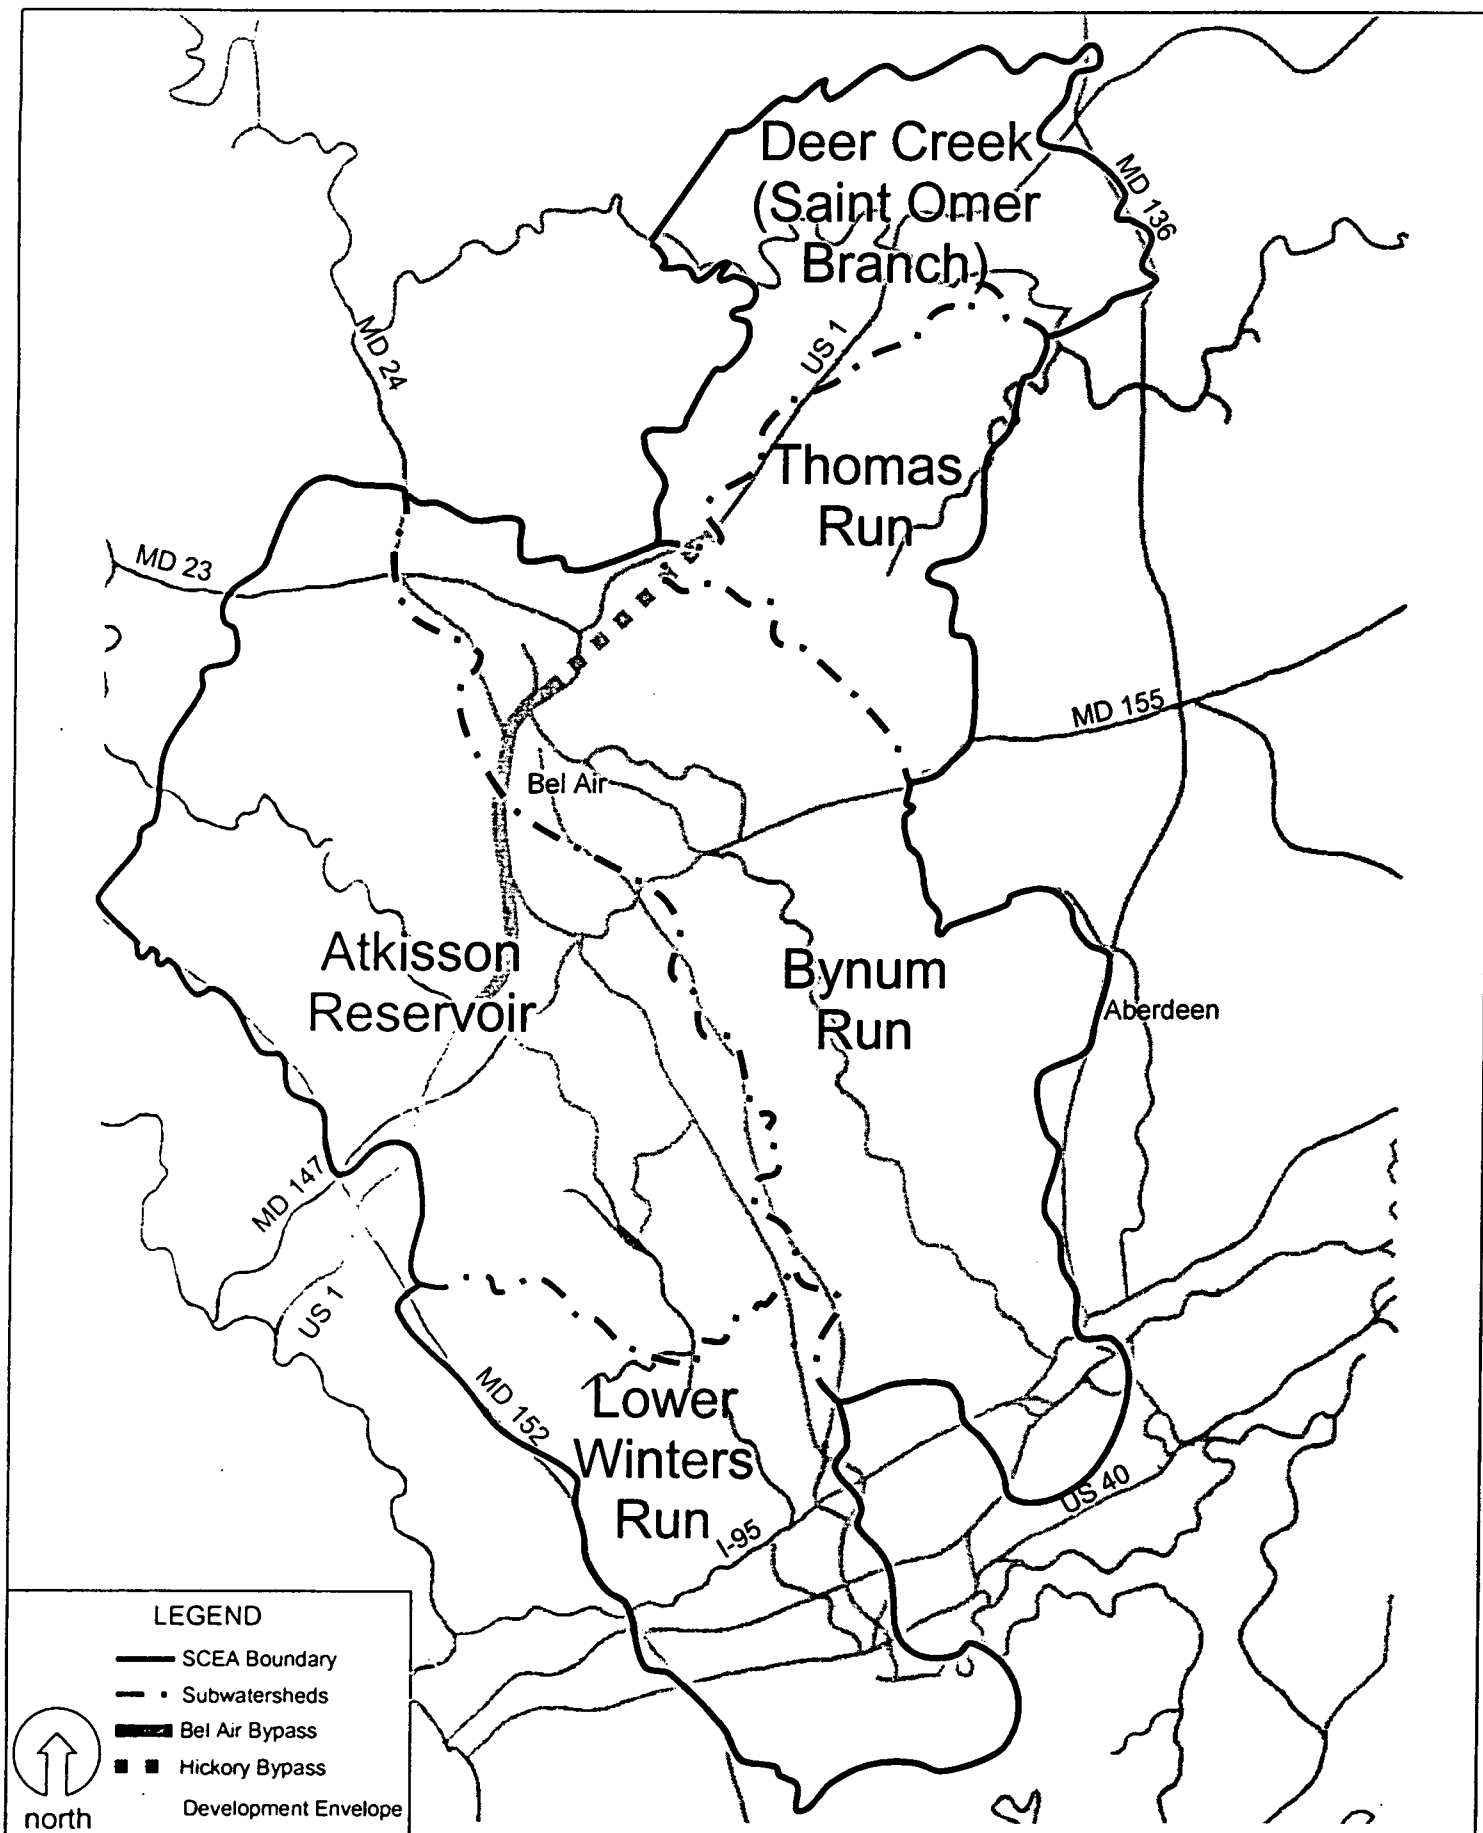 Deer Creek
(Saint Omer
Branch)
MD 136
MD 24
US 1
Thomas
Run
MD 23
MD 155
Bel Air
Atkisson
Reservoir
Bynum
Run
Aberdeen
MD 147
US 1
MD 152
Lower
Winters
Run
I-95
US 40
LEGEND
SCEA Boundary
Subwatersheds
Bel Air Bypass
Hickory Bypass
Development Envelope
north